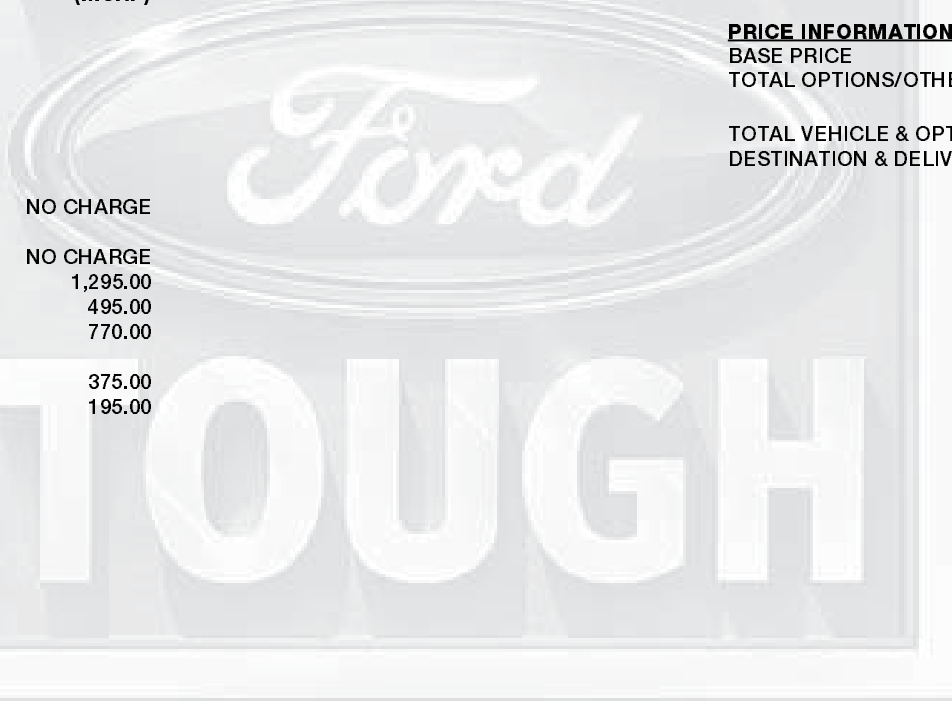 PRICE INFORMATION
BASE PRICE
TOTAL OPTIONS/OTHE
TOTAL VEHICLE & OPT
DESTINATION & DELIV
Ford
NO CHARGE
NO CHARGE
1,295.00
495.00
770.00
375.00
195.00
TOUGH